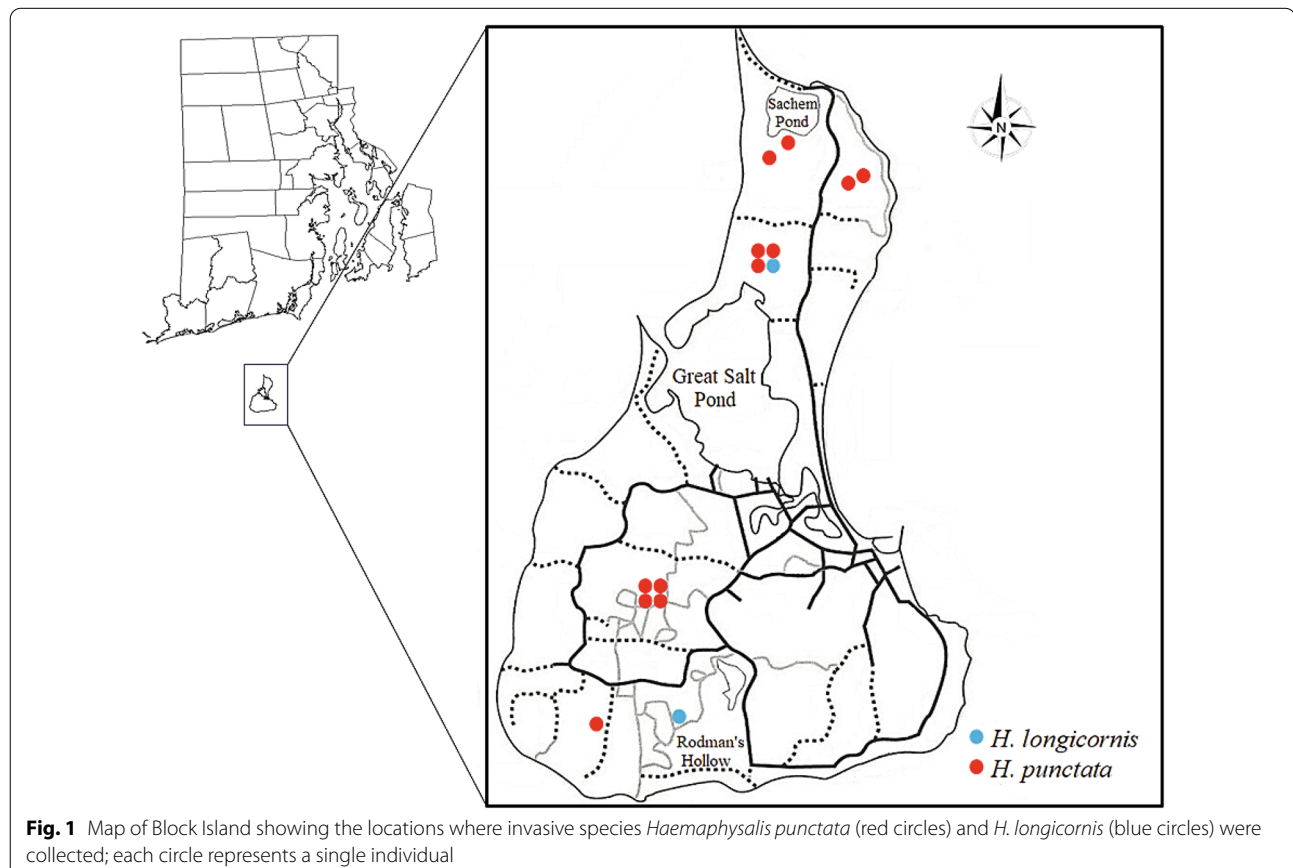 Sachem
Pond
N
Great Salt
Pond
Rodman's
Hollow
H. longicornis
H. punctata
Fig. 1 Map of Block Island showing the locations where invasive species Haemaphysalis punctata (red circles) and H. longicornis (blue circles) were
collected; each circle represents a single individual